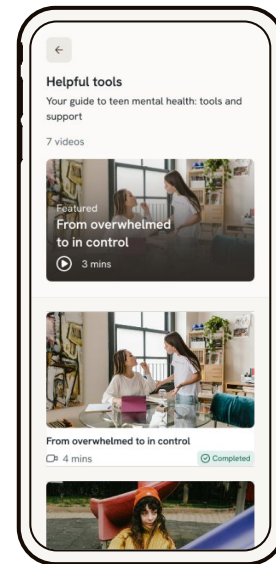 Helpful tools
Your guide to teen mental health: tools and
support
7 videos
Featured
From overwhelmed
to in control
3 mins
From overwhelmed to in control
4 mins
Completed